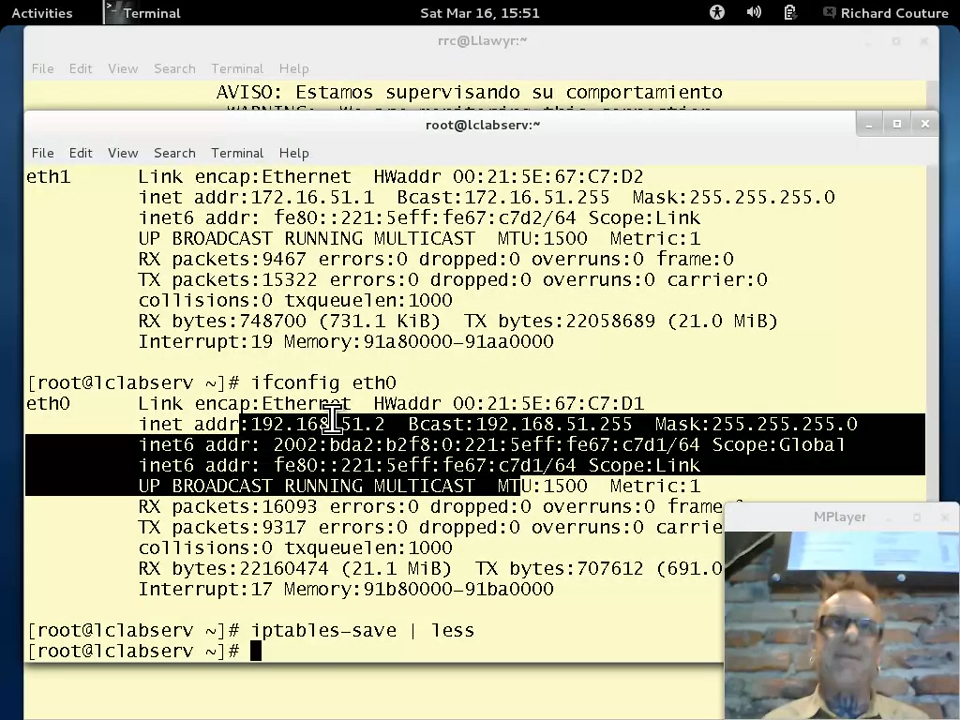 Activities Terminal Sat Mar 16, 15:51 Richard Couture
rrc@Llawyr:~
File Edit View Search Terminal Help
AVISO: Estamos supervisando su comportamiento
root@lclabserv:~
File Edit View Search Terminal Help
eth1 Link encap:Ethernet HWaddr 00:21:5E:67:C7:D2
inet addr:172.16.51.1 Bcast:172.16.51.255 Mask:255.255.255.0
inet6 addr: fe80::221:5eff:fe67:c7d2/64 Scope:Link
UP BROADCAST RUNNING MULTICAST MTU:1500 Metric:1
RX packets:9467 errors:0 dropped:0 overruns:0 frame:0
TX packets:15322 errors:0 dropped:0 overruns:0 carrier:0
collisions:0 txqueuelen:1000
RX bytes:748700 (731.1 KiB) TX bytes:22058689 (21.0 MiB)
Interrupt:19 Memory:91a80000-91aa0000
[root@lclabserv ~]# ifconfig eth0
eth0 Link encap:Ethernet HWaddr 00:21:5E:67:C7:D1
inet addr:192.168.51.2 Bcast:192.168.51.255 Mask:255.255.255.0
inet6 addr: 2002:bda2:b2f8:0:221:5eff:fe67:c7d1/64 Scope:Global
inet6 addr: fe80::221:5eff:fe67:c7d1/64 Scope:Link
UP BROADCAST RUNNING MULTICAST MTU:1500 Metric:1
RX packets:16093 errors:0 dropped:0 overruns:0 frame
TX packets:9317 errors:0 dropped:0 overruns:0 carrie
collisions:0 txqueuelen:1000
RX bytes:22160474 (21.1 MiB) TX bytes:707612 (691.0
Interrupt:17 Memory:91b80000-91ba0000
[root@lclabserv ~]# iptables-save | less
[root@lclabserv ~]#
MPlayer